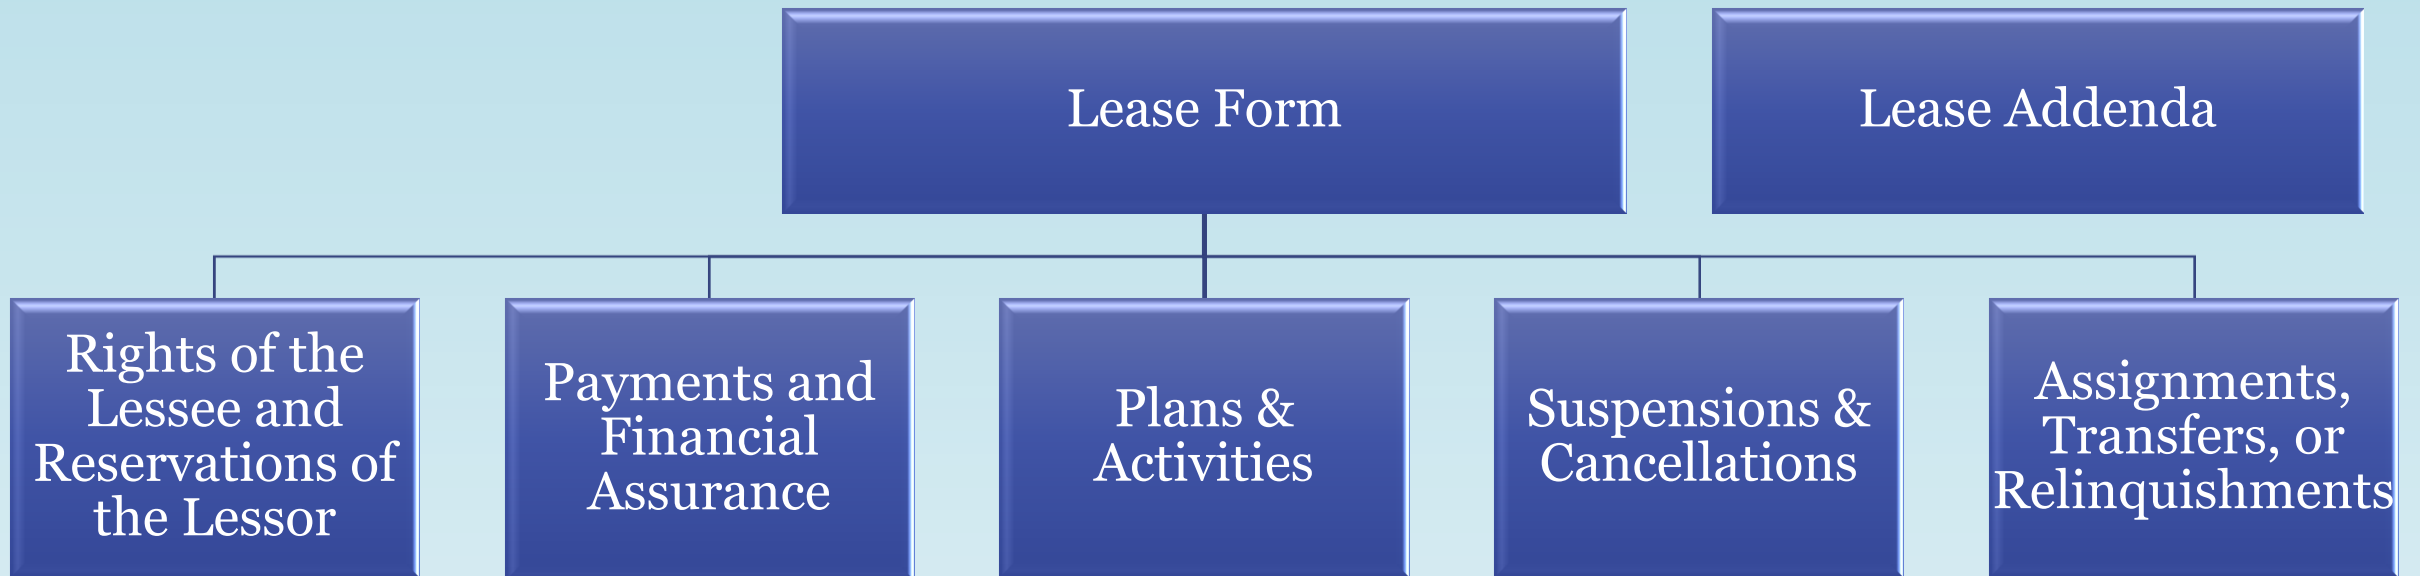 Lease Form
Lease Addenda
Rights of the
Lessee and
Reservations of
the Lessor
Payments and
Financial
Assurance
Plans &
Activities
Suspensions &
Cancellations
Assignments,
Transfers, or
Relinquishments